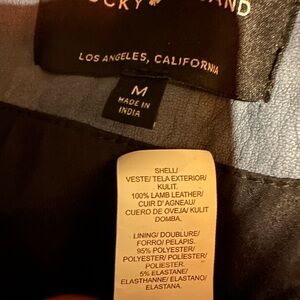 LOS ANGELES, CALIFORNIA
M
MADE IN
INDIA
SHELL/
VESTE/ TELA EXTERIOR/
KULIT.
100% LAMB LEATHER/
CUIR D'AGNEAU/
CUERO DE OVEJA/ KULIT
DOMBA.
LINING/ DOUBLURE/
FORRO/ PELAPIS.
95% POLYESTER/
POLYESTER/ POLIESTER/
POLIESTER.
5% ELASTANE/
ELASTHANNE/ ELASTANO/
ELASTANA.